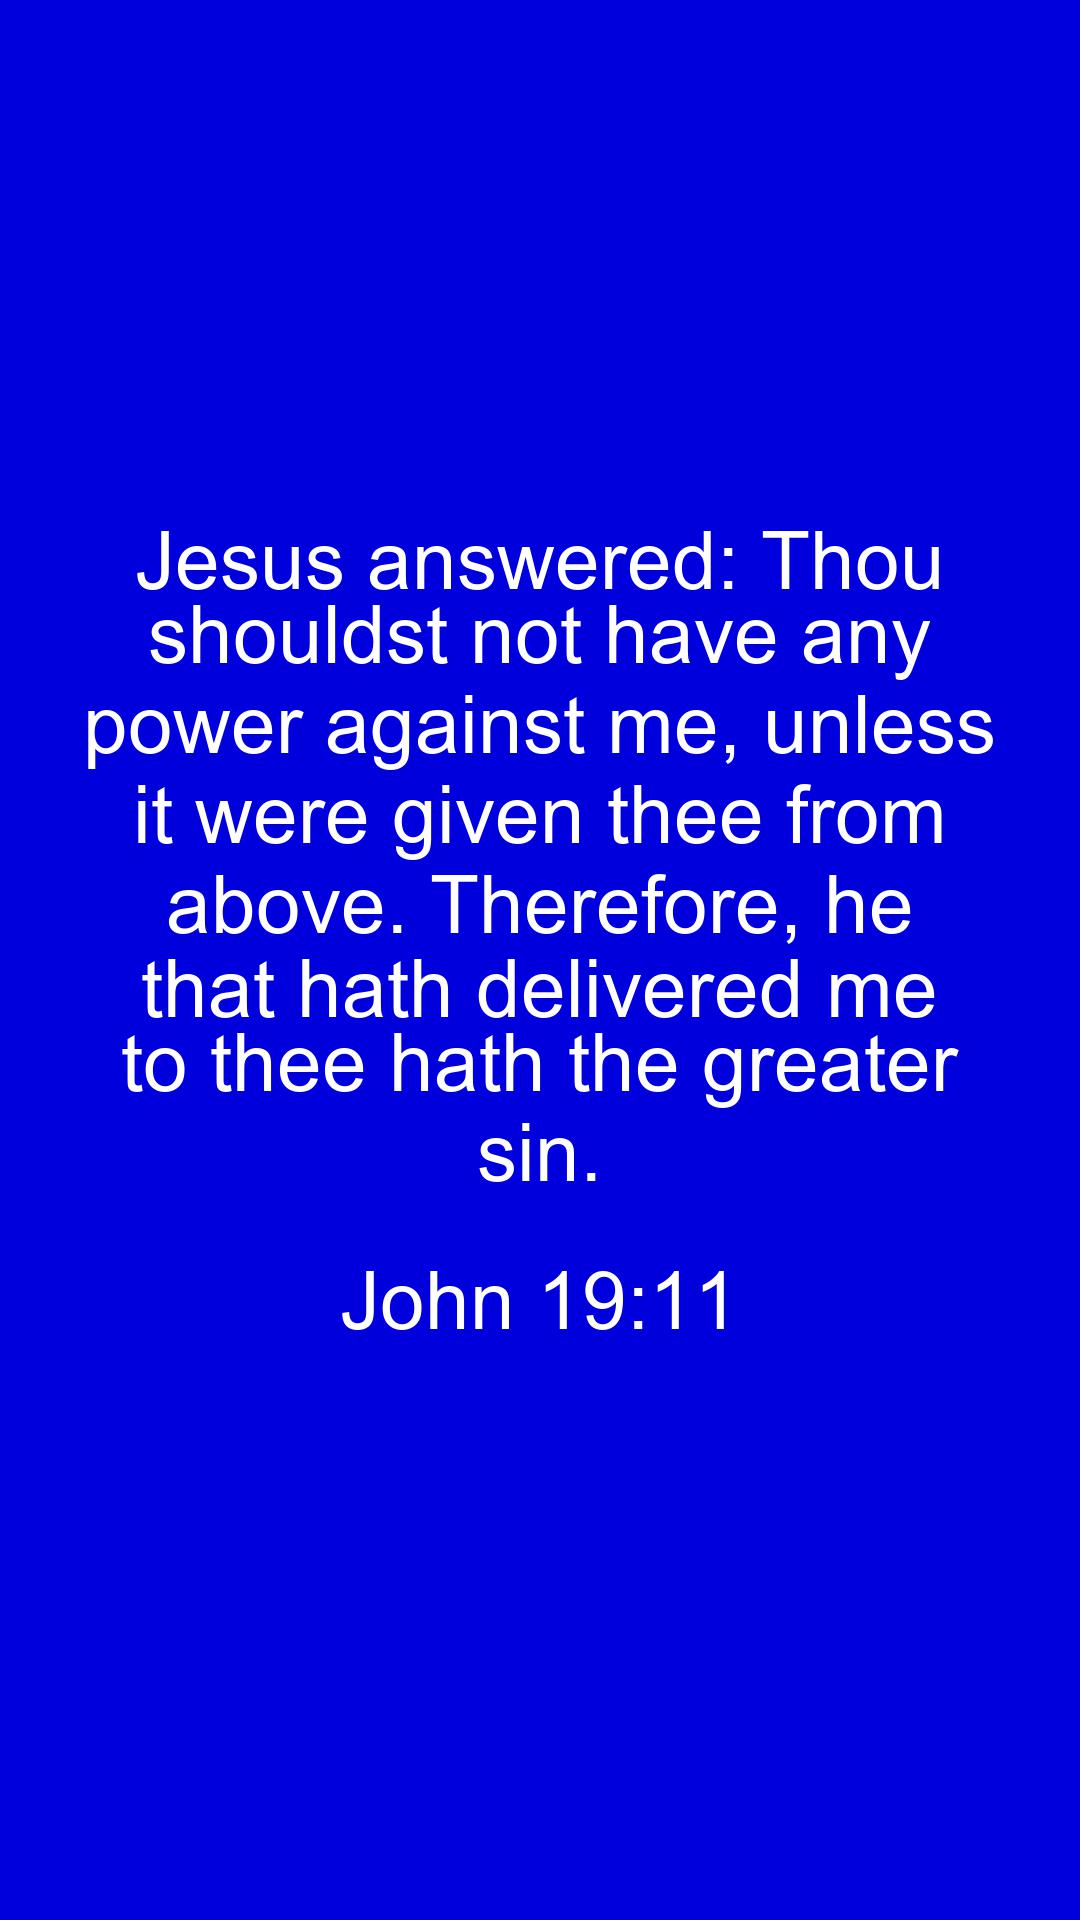 Jesus answered: Thou
shouldst not have any
power against me, unless
it were given thee from
above. Therefore, he
that hath delivered me
to thee hath the greater
sin.
John 19:11